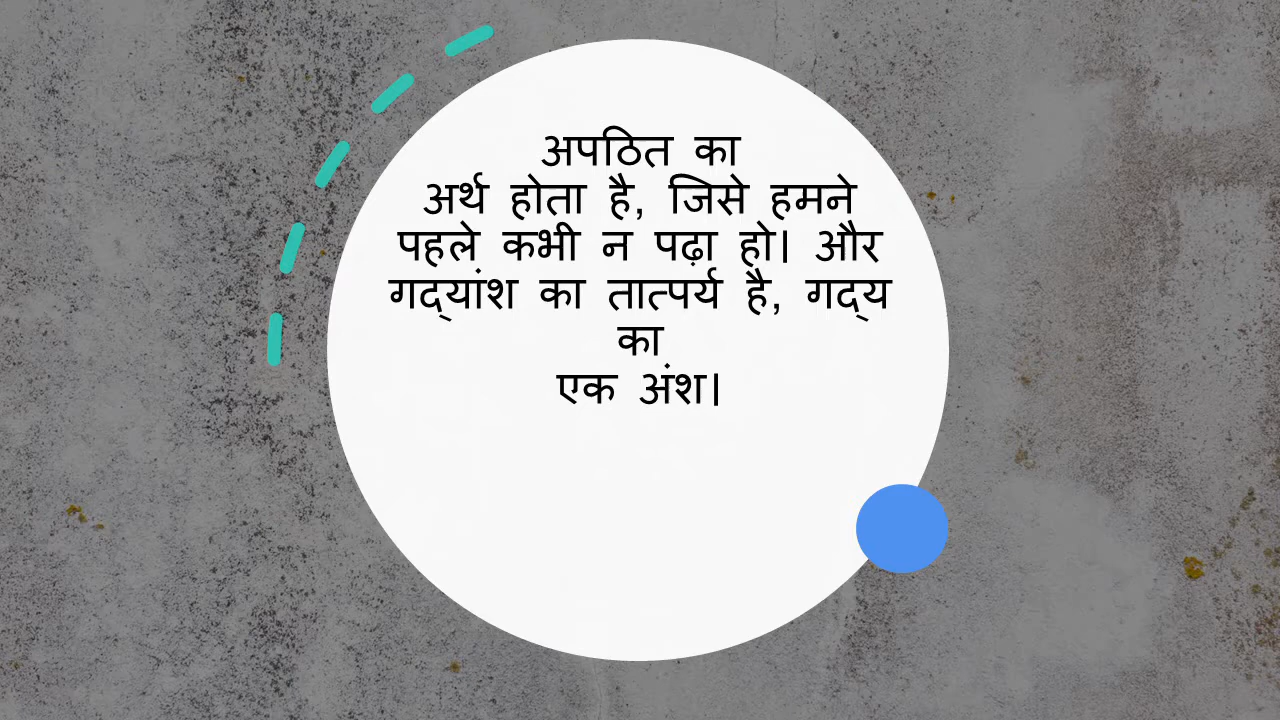 अपठित का
अर्थ होता है, जिसे हमने
पहले कभी न पढ़ा हो। और
गद्यांश का तात्पर्य है, गद्य
का
एक अंश।